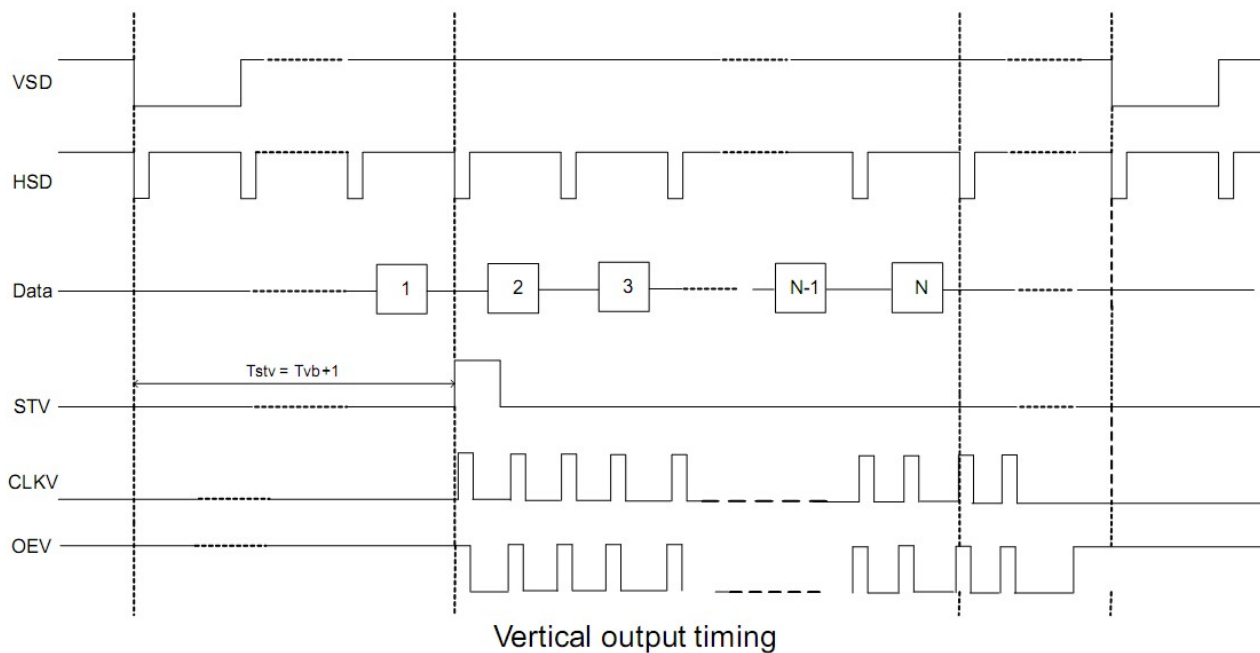 VSD
HSD
Data
1
2
3
N-1
N
Tstv = Tvb+1
STV
CLKV
OEV
Vertical output timing